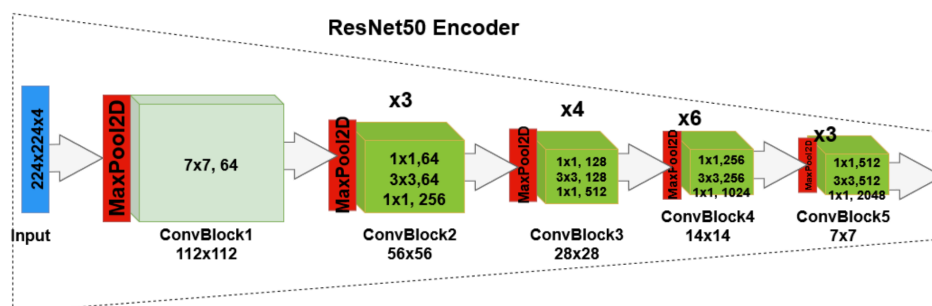 ResNet50 Encoder
224x224x4
Input
MaxPool2D
7x7, 64
ConvBlock1
112x112
x3
MaxPool2D
1x1,64
3x3,64
1x1, 256
ConvBlock2
56x56
x4
MaxPool2D
1x1, 128
3x3, 128
1x1, 512
ConvBlock3
28x28
x6
MaxPool2D
1x1,256
3x3,256
1x1, 1024
ConvBlock4
14x14
x3
MaxPool2D
1x1,512
3x3,512
1x1, 2048
ConvBlock5
7x7